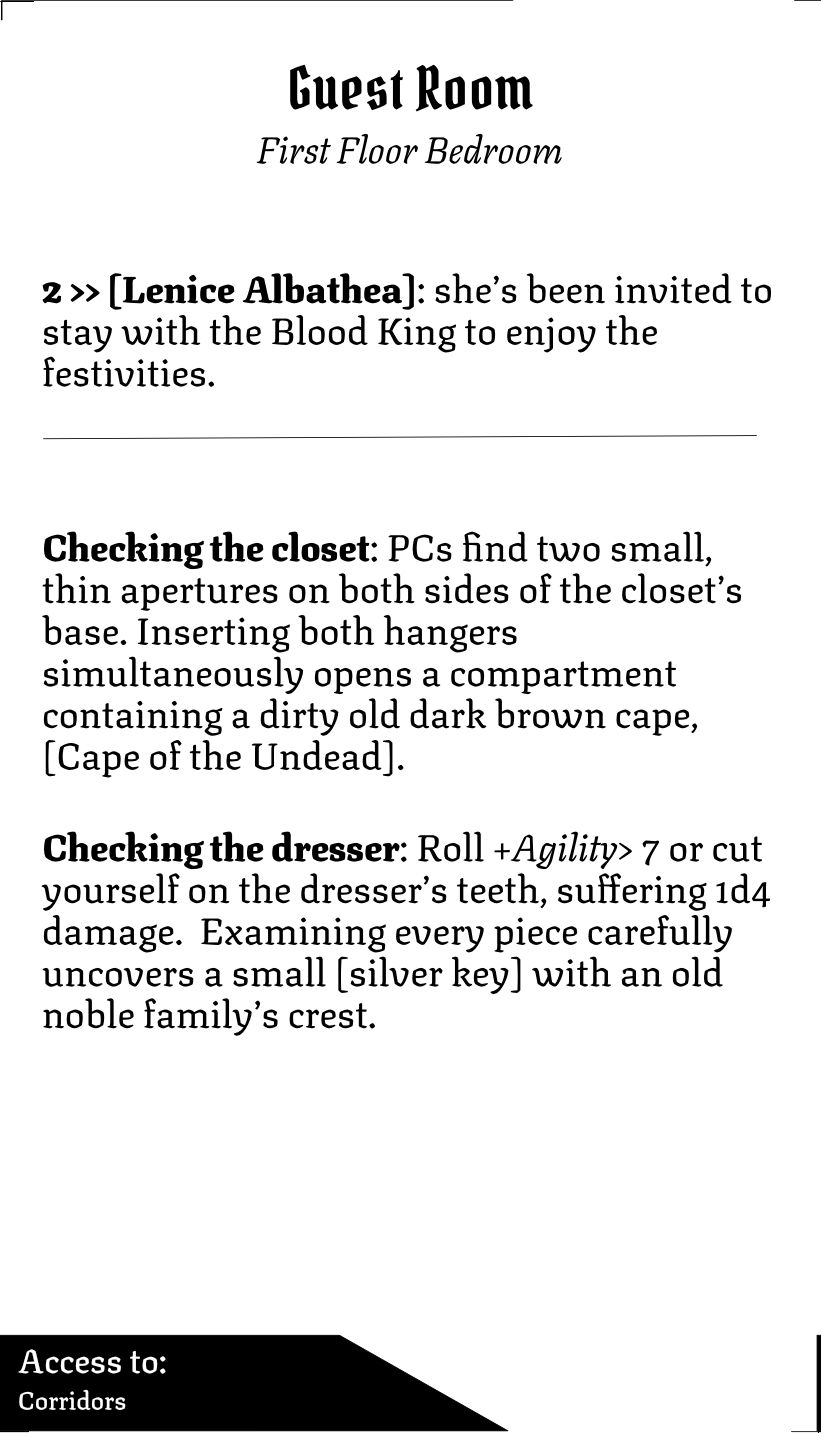 Guest Room
First Floor Bedroom
2 >> [Lenice Albathea]: she’s been invited to
stay with the Blood King to enjoy the
festivities.
Checking the closet: PCs find two small,
thin apertures on both sides of the closet’s
base. Inserting both hangers
simultaneously opens a compartment
containing a dirty old dark brown cape,
[Cape of the Undead].
Checking the dresser: Roll +Agility> 7 or cut
yourself on the dresser’s teeth, suffering 1d4
damage.  Examining every piece carefully
uncovers a small [silver key] with an old
noble family’s crest.
Access to:
Corridors